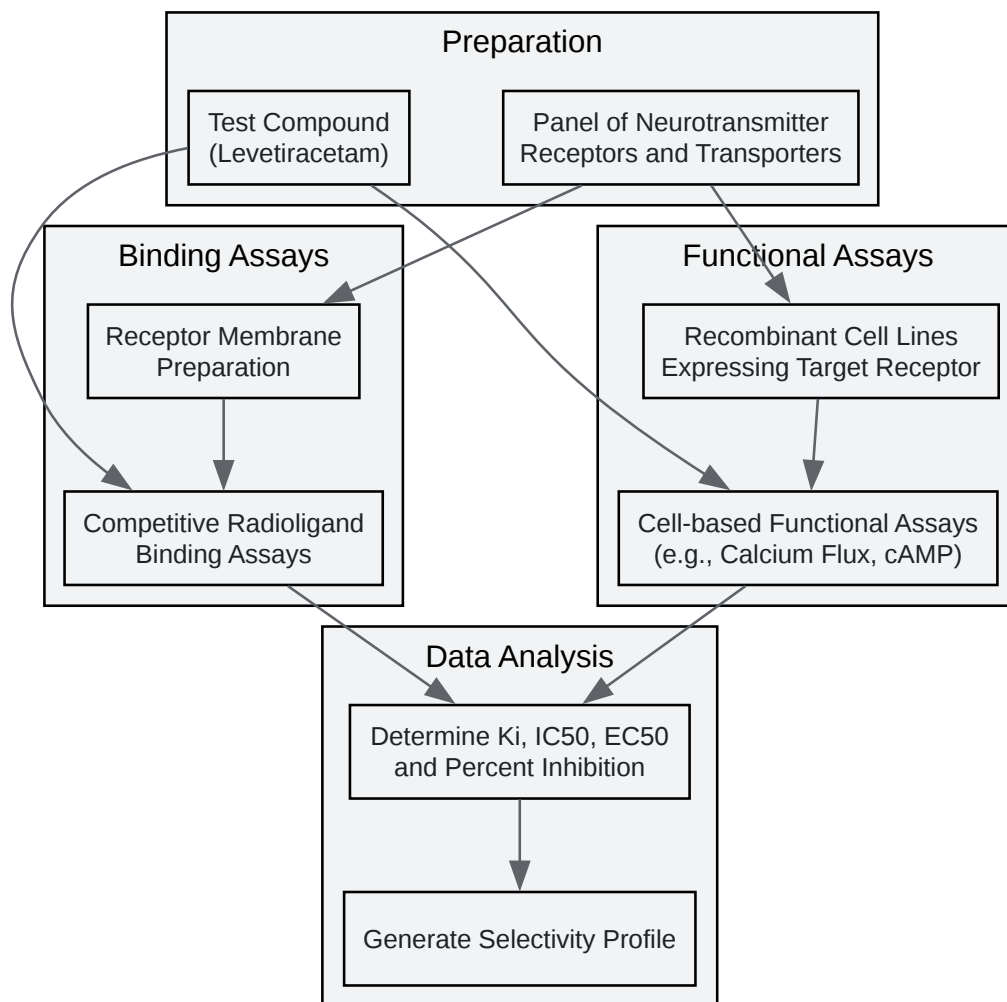 Preparation
Test Compound
(Levetiracetam)
Panel of Neurotransmitter
Receptors and Transporters
Binding Assays
Receptor Membrane
Preparation
Competitive Radioligand
Binding Assays
Functional Assays
Recombinant Cell Lines
Expressing Target Receptor
Cell-based Functional Assays
(e.g., Calcium Flux, cAMP)
Data Analysis
Determine Ki, IC50, EC50
and Percent Inhibition
Generate Selectivity Profile